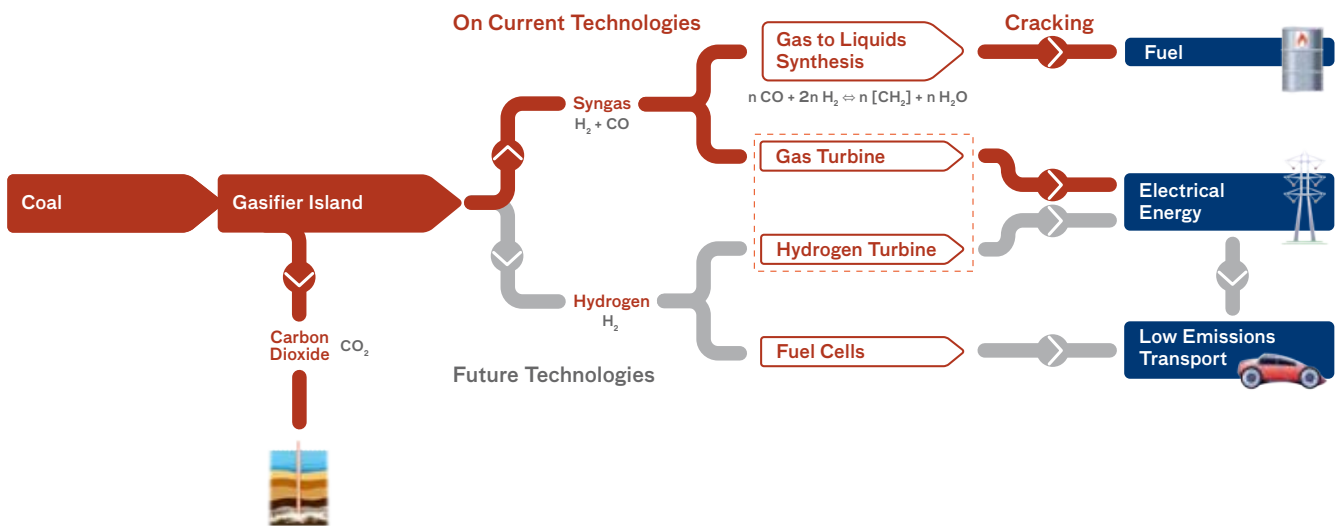 On Current Technologies
Cracking
Gas to Liquids
Synthesis
Fuel
n CO + 2n H₂ ⇔ n [CH₂] + n H₂O
Syngas
H₂ + CO
Gas Turbine
Coal
Gasifier Island
Electrical
Energy
Hydrogen Turbine
Hydrogen
H₂
Carbon
Dioxide
CO₂
Fuel Cells
Low Emissions
Transport
Future Technologies